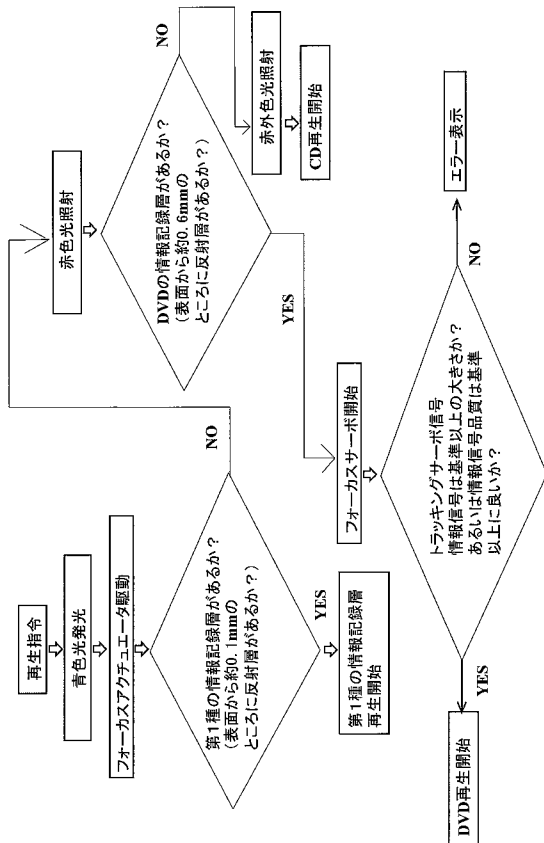 再生指令
青色光発光
フォーカスアクチュエータ駆動
第1種の情報記録層があるか?
(表面から約0.1mmの
ところに反射層があるか?)
YES
第1種の情報記録層
再生開始
NO
赤色光照射
DVDの情報記録層があるか?
(表面から約0.6mmの
ところに反射層があるか?)
NO
赤外色光照射
CD再生開始
YES
フォーカスサーボ開始
トラッキングサーボ信号
情報信号は基準以上の大きさか?
あるいは情報信号品質は基準
以上に良いか?
NO
エラー表示
YES
DVD再生開始